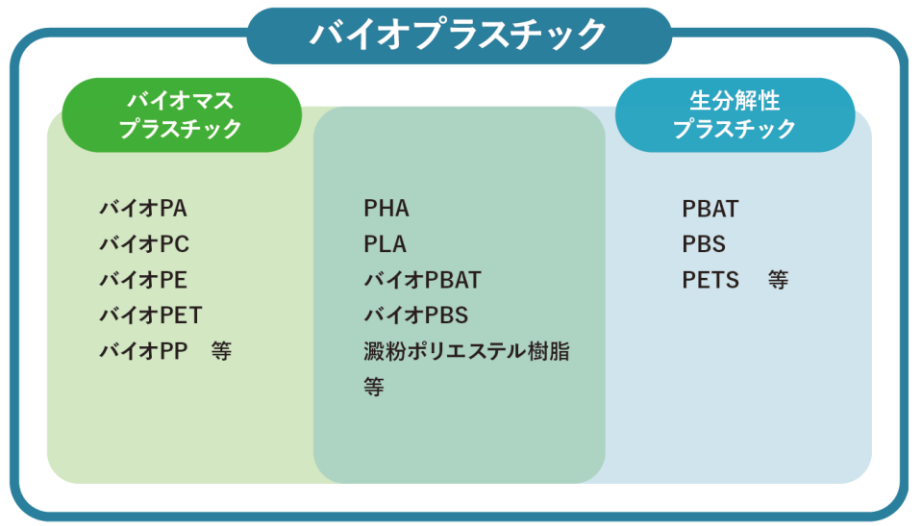 バイオプラスチック
バイオマス
プラスチック
バイオPA
バイオPC
バイオPE
バイオPET
バイオPP 等
PHA
PLA
バイオPBAT
バイオPBS
澱粉ポリエステル樹脂
等
生分解性
プラスチック
PBAT
PBS
PETS 等